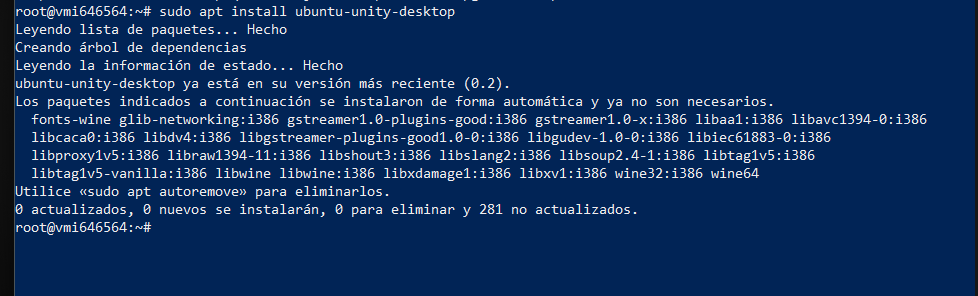 root@vmi646564:~# sudo apt install ubuntu-unity-desktop
Leyendo lista de paquetes... Hecho
Creando árbol de dependencias
Leyendo la información de estado... Hecho
ubuntu-unity-desktop ya está en su versión más reciente (0.2).
Los paquetes indicados a continuación se instalaron de forma automática y ya no son necesarios.
  fonts-wine glib-networking:i386 gstreamer1.0-plugins-good:i386 gstreamer1.0-x:i386 libaa1:i386 libavc1394-0:i386
  libcaca0:i386 libdv4:i386 libgstreamer-plugins-good1.0-0:i386 libgudev-1.0-0:i386 libiec61883-0:i386
  libproxy1v5:i386 libraw1394-11:i386 libshout3:i386 libslang2:i386 libsoup2.4-1:i386 libtag1v5:i386
  libtag1v5-vanilla:i386 libwine libwine:i386 libxdamage1:i386 libxv1:i386 wine32:i386 wine64
Utilice «sudo apt autoremove» para eliminarlos.
0 actualizados, 0 nuevos se instalarán, 0 para eliminar y 281 no actualizados.
root@vmi646564:~#